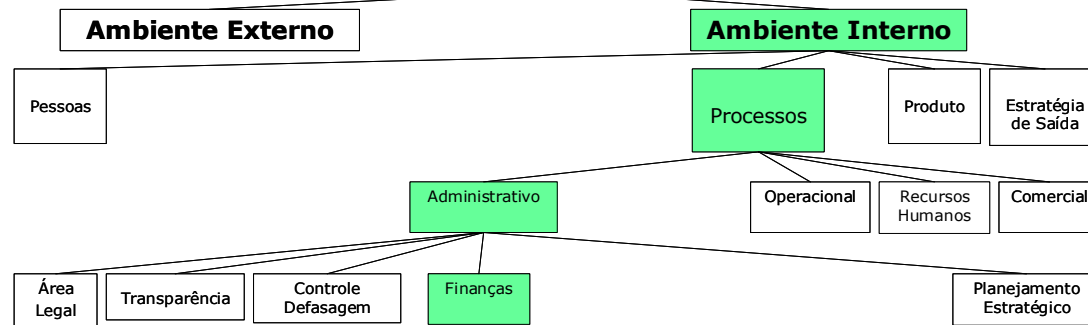 Ambiente Externo
Ambiente Interno
Pessoas
Processos
Produto
Estratégia
de Saída
Administrativo
Operacional
Recursos
Humanos
Comercial
Área
Legal
Transparência
Controle
Defasagem
Finanças
Planejamento
Estratégico